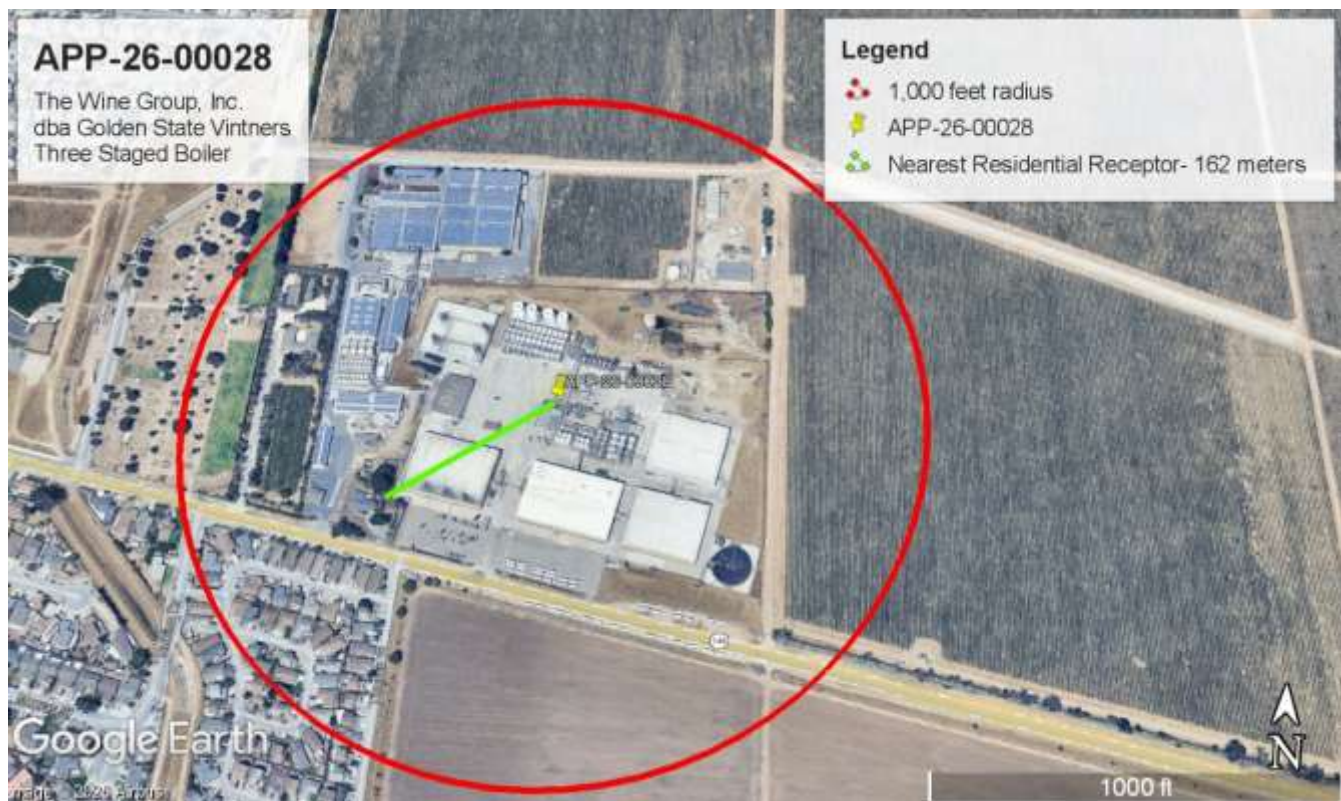 APP-26-00028
The Wine Group, Inc.
dba Golden State Vintners
Three Staged Boiler
Legend
1,000 feet radius
APP-26-00028
Nearest Residential Receptor- 162 meters
Google Earth
N
1000 ft